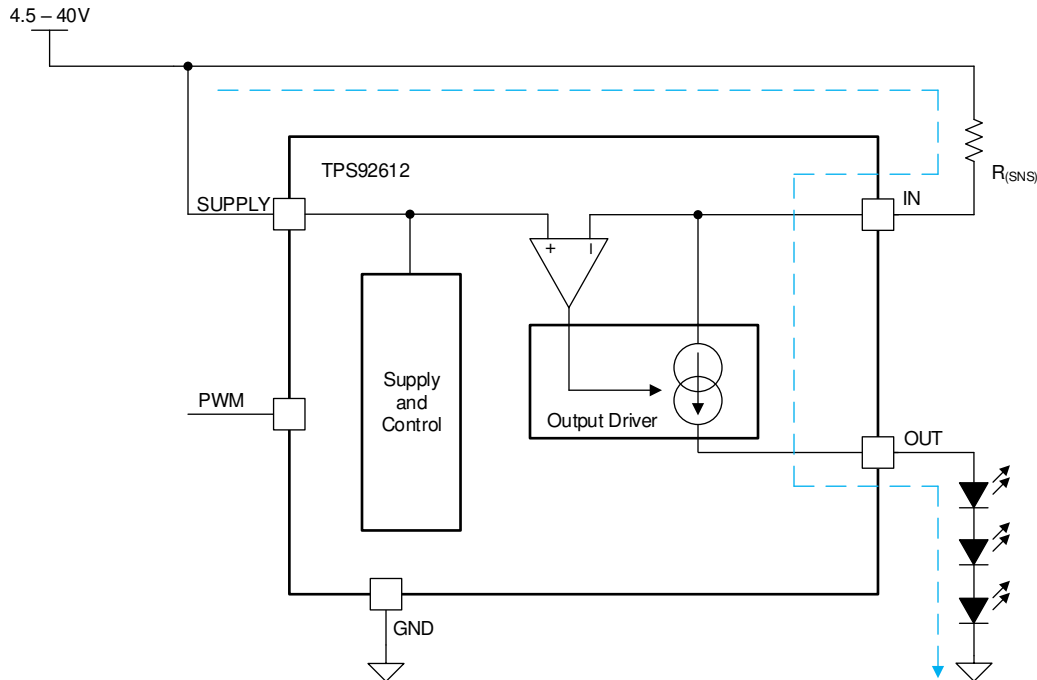 4.5 – 40V
TPS92612
R(SNS)
SUPPLY
IN
+
–
Supply
and
Control
PWM
Output Driver
OUT
GND